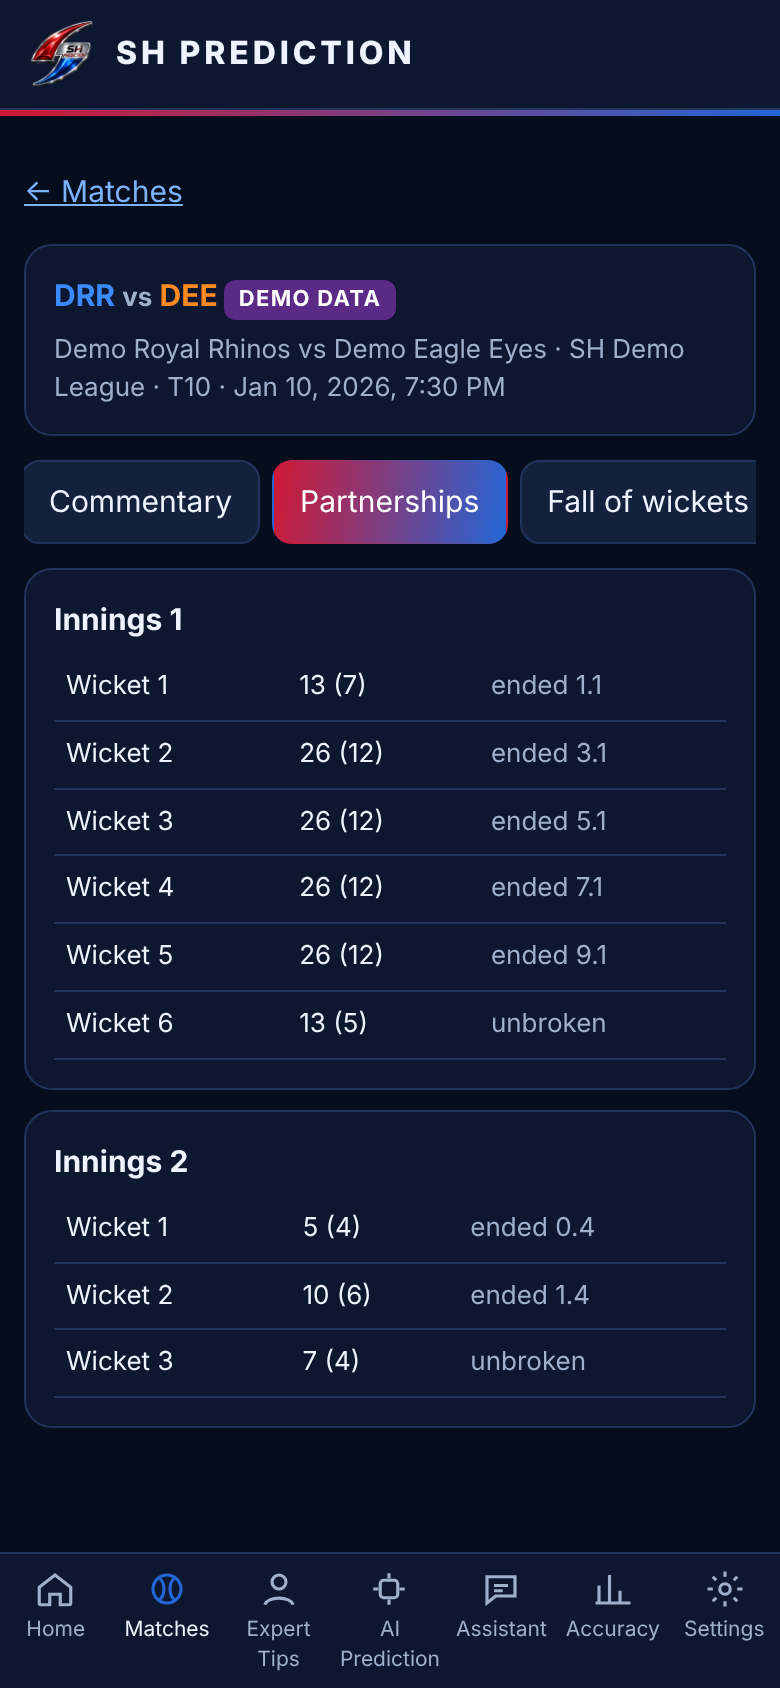 SH
SH PREDICTION
← Matches
DRR vs DEE DEMO DATA
Demo Royal Rhinos vs Demo Eagle Eyes · SH Demo
League · T10 · Jan 10, 2026, 7:30 PM
Commentary Partnerships Fall of wickets
Innings 1
Wicket 1 13 (7) ended 1.1
Wicket 2 26 (12) ended 3.1
Wicket 3 26 (12) ended 5.1
Wicket 4 26 (12) ended 7.1
Wicket 5 26 (12) ended 9.1
Wicket 6 13 (5) unbroken
Innings 2
Wicket 1 5 (4) ended 0.4
Wicket 2 10 (6) ended 1.4
Wicket 3 7 (4) unbroken
Home Matches Expert Tips AI Prediction Assistant Accuracy Settings